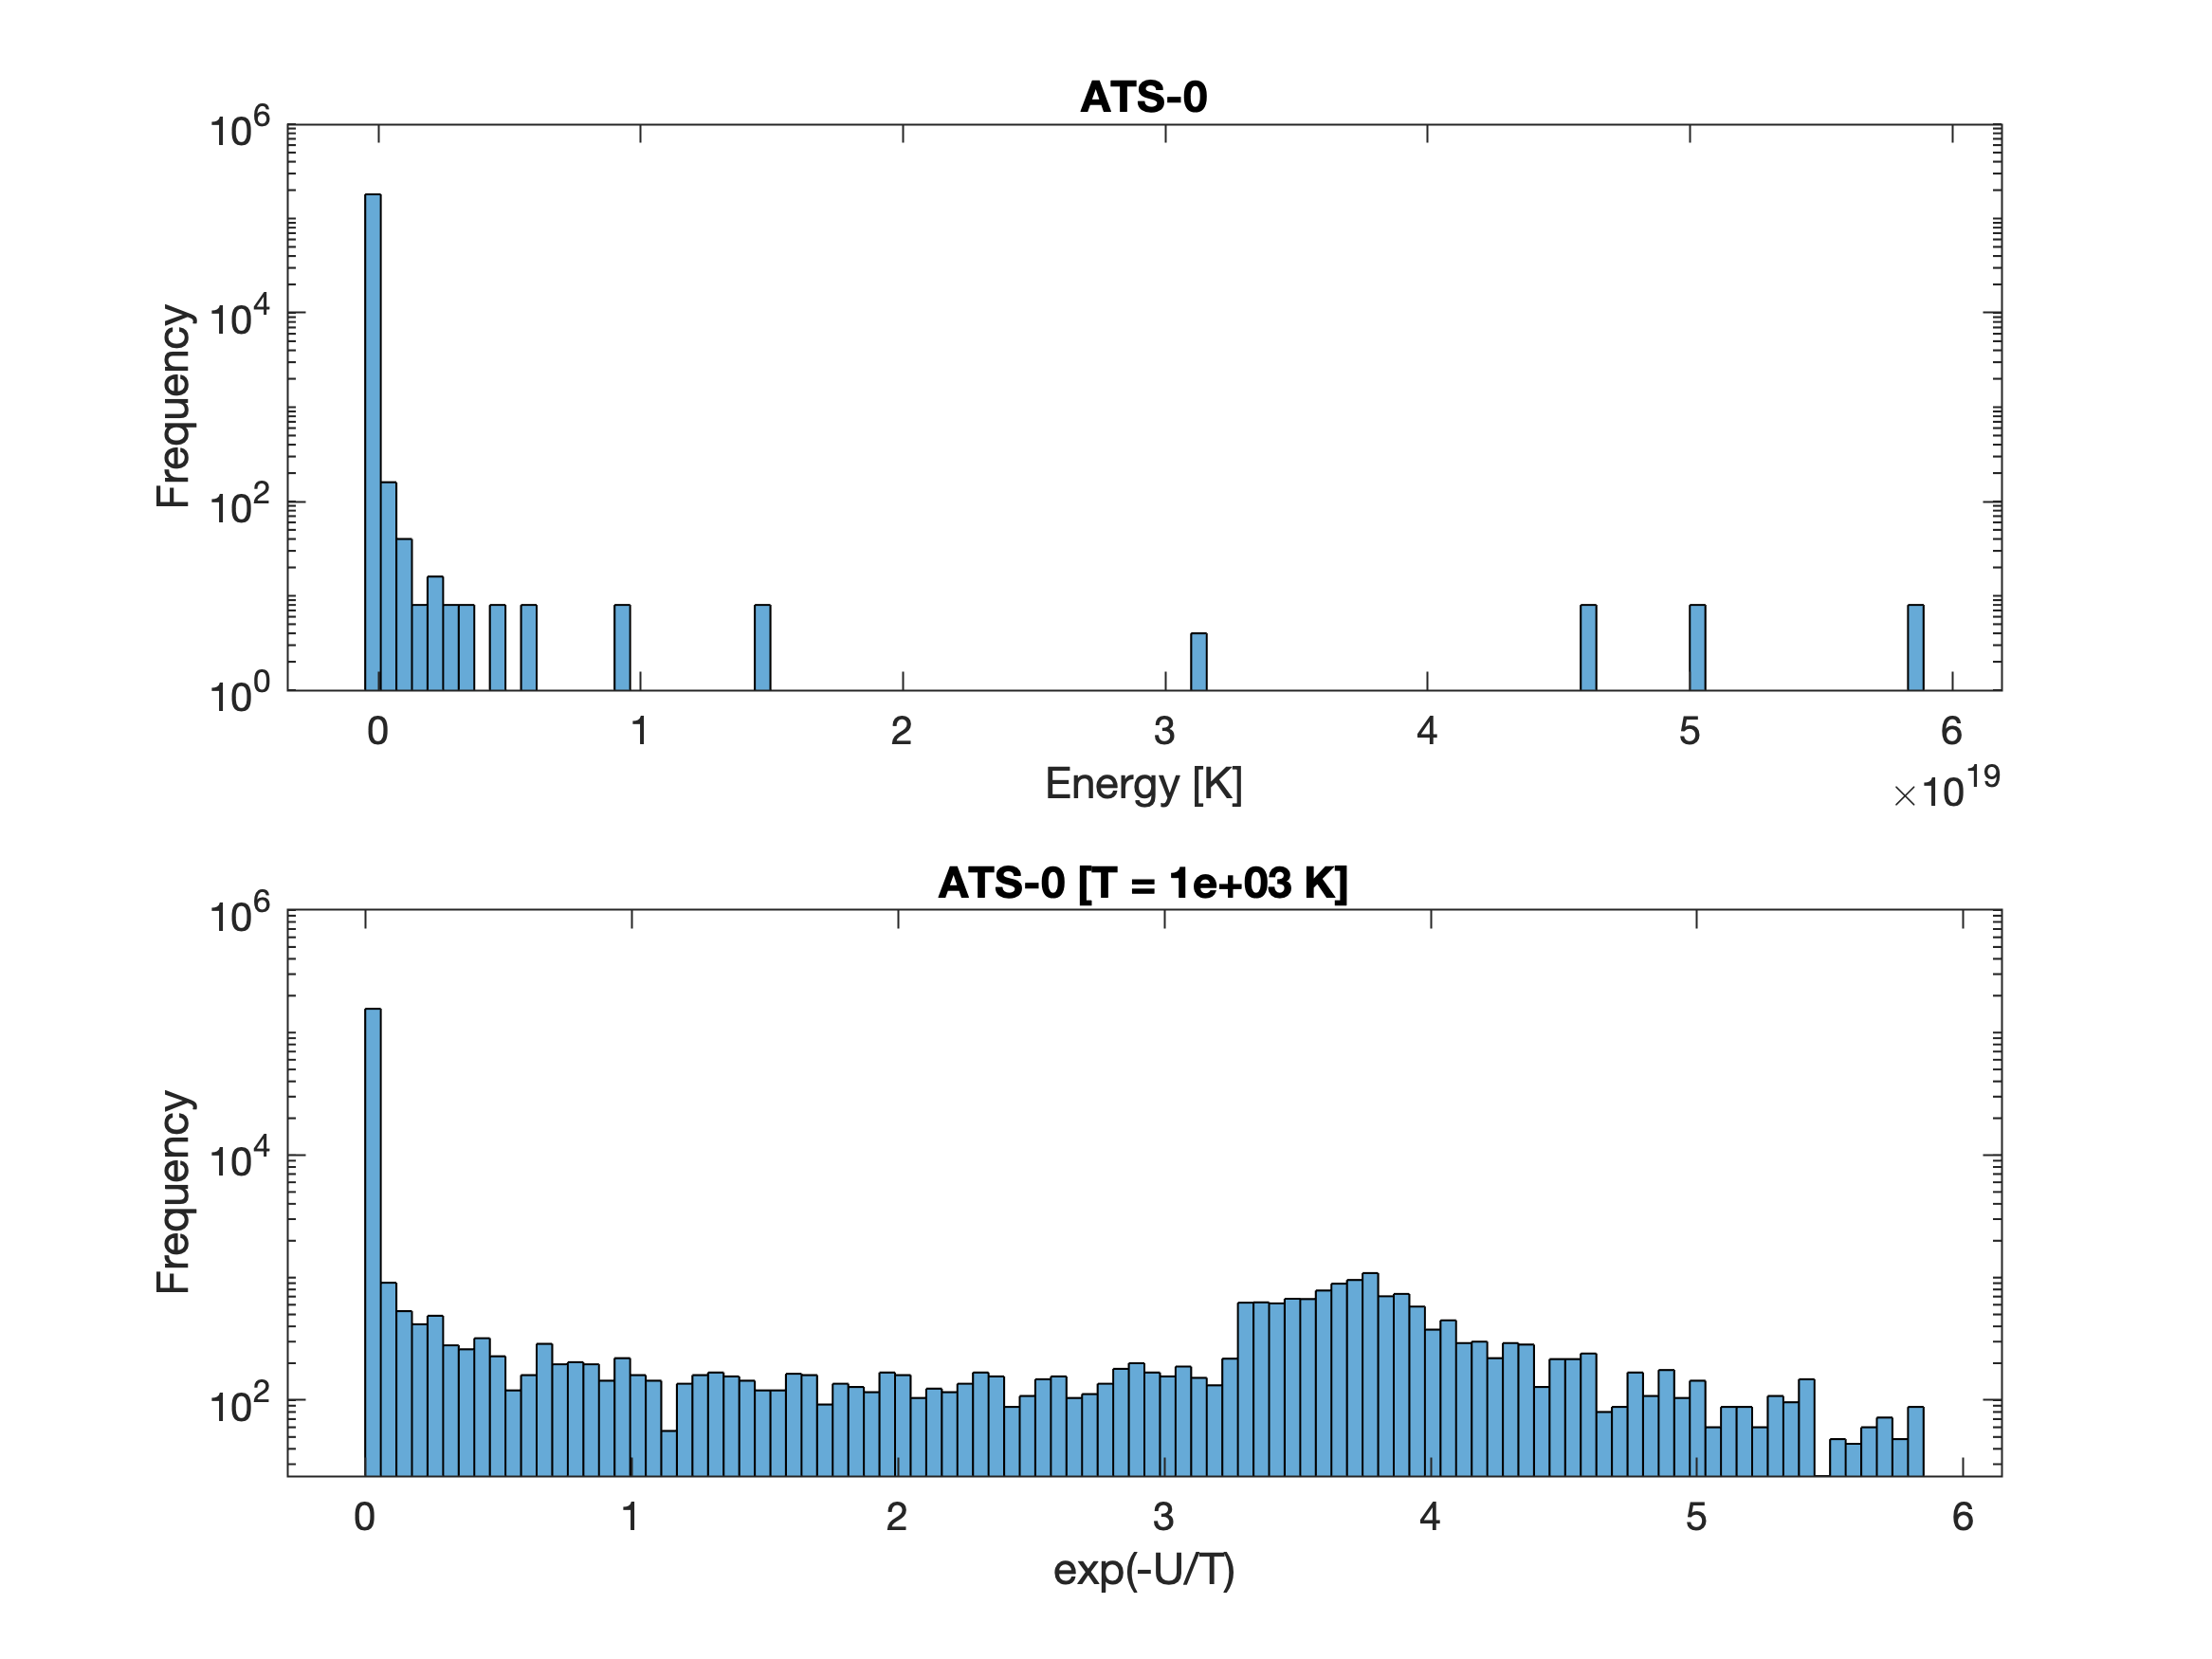 ATS-0
10^6
10^4
10^2
10^0
Frequency
0 1 2 3 4 5 6
Energy [K]
×10^19
ATS-0 [T = 1e+03 K]
10^6
10^4
10^2
Frequency
0 1 2 3 4 5 6
exp(-U/T)